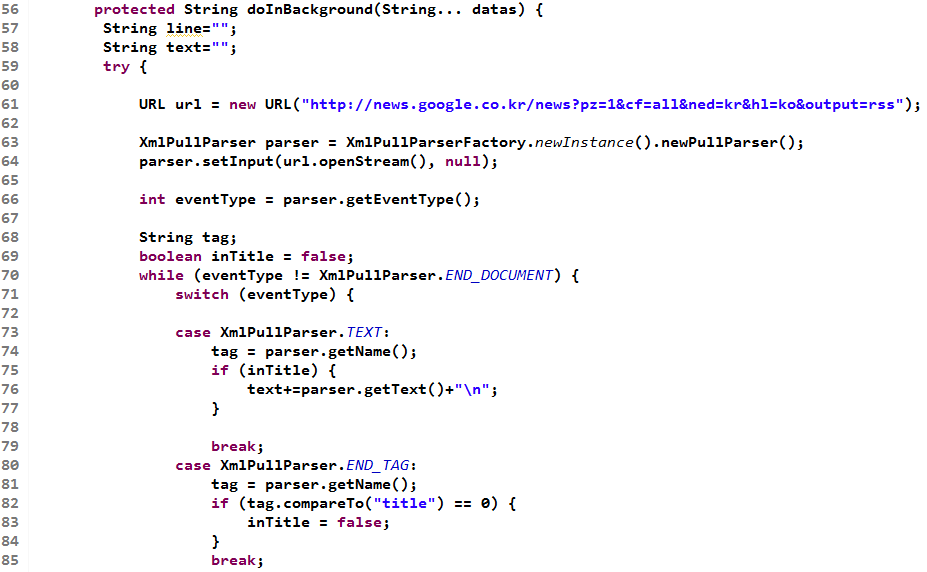 56 protected String doInBackground(String... datas) {
57 String line="";
58 String text="";
59 try {
60
61 URL url = new URL("http://news.google.co.kr/news?pz=1&cf=all&ned=kr&hl=ko&output=rss");
62
63 XmlPullParser parser = XmlPullParserFactory.newInstance().newPullParser();
64 parser.setInput(url.openStream(), null);
65
66 int eventType = parser.getEventType();
67
68 String tag;
69 boolean inTitle = false;
70 while (eventType != XmlPullParser.END_DOCUMENT) {
71 switch (eventType) {
72
73 case XmlPullParser.TEXT:
74 tag = parser.getName();
75 if (inTitle) {
76 text+=parser.getText()+"\n";
77 }
78
79 break;
80 case XmlPullParser.END_TAG:
81 tag = parser.getName();
82 if (tag.compareTo("title") == 0) {
83 inTitle = false;
84 }
85 break;